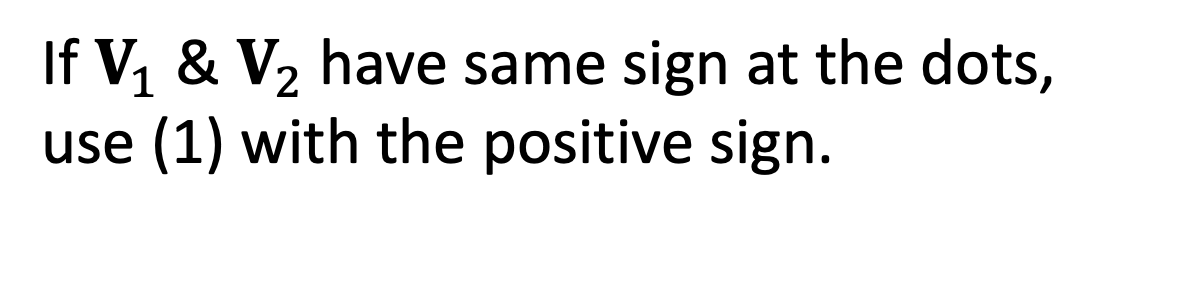 If V₁ & V₂ have same sign at the dots,
use (1) with the positive sign.